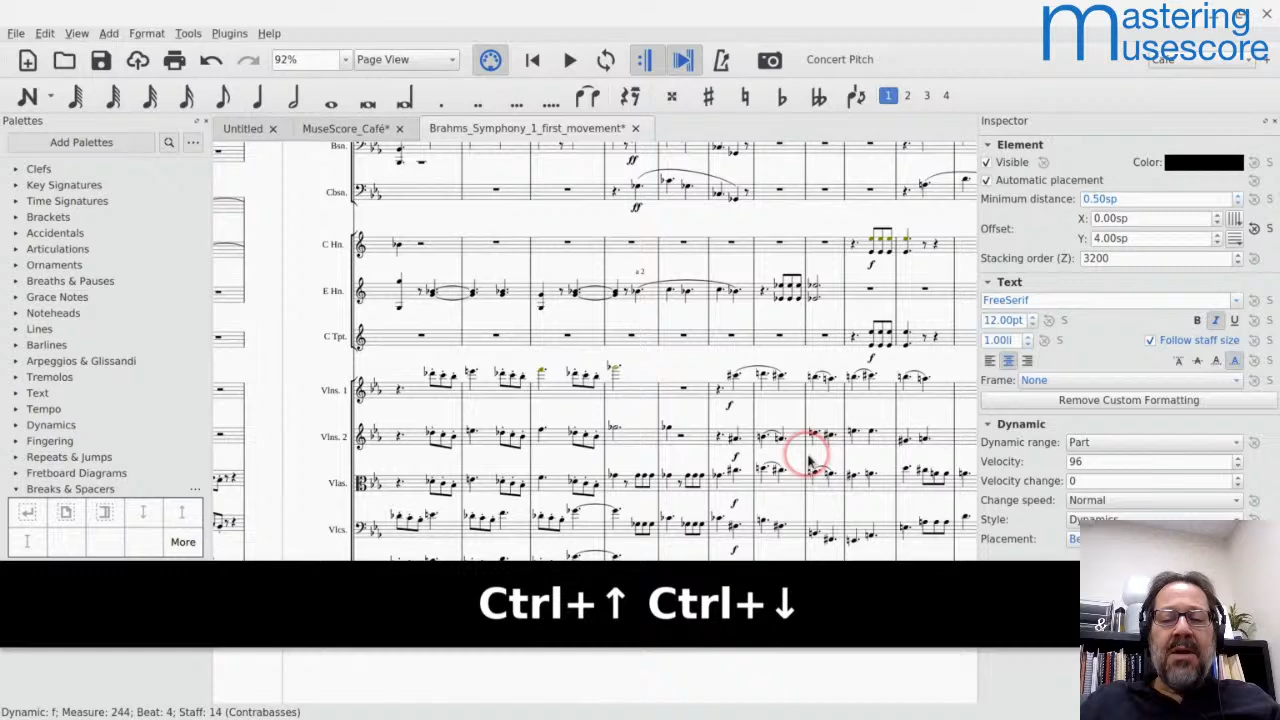 Mastering
Musescore
File Edit View Add Format Tools Plugins Help
92% Page View Concert Pitch
1 2 3 4
Palettes
Untitled MuseScore_Café* Brahms_Symphony_1_first_movement*
Inspector
Add Palettes
Clefs
Key Signatures
Time Signatures
Brackets
Accidentals
Articulations
Ornaments
Breaths & Pauses
Grace Notes
Noteheads
Lines
Barlines
Arpeggios & Glissandi
Tremolos
Text
Tempo
Dynamics
Fingering
Repeats & Jumps
Fretboard Diagrams
Breaks & Spacers
More
Bsn.
ff
Cbsn.
ff
C Hn.
f
a 2
E Hn.
C Tpt.
f
Vlns. 1
f
Vlns. 2
f
Vlas.
f
Vlcs.
f
Element
Visible Color:
Automatic placement
Minimum distance: 0.50sp
Offset: X: 0.00sp
Y: 4.00sp
Stacking order (Z): 3200
Text
FreeSerif
12.00pt S B I U
1.00li S Follow staff size
Frame: None
Remove Custom Formatting
Dynamic
Dynamic range: Part
Velocity: 96
Velocity change: 0
Change speed: Normal
Style: Dynamics
Placement: Be
Ctrl+↑ Ctrl+↓
Dynamic: f; Measure: 244; Beat: 4; Staff: 14 (Contrabasses)